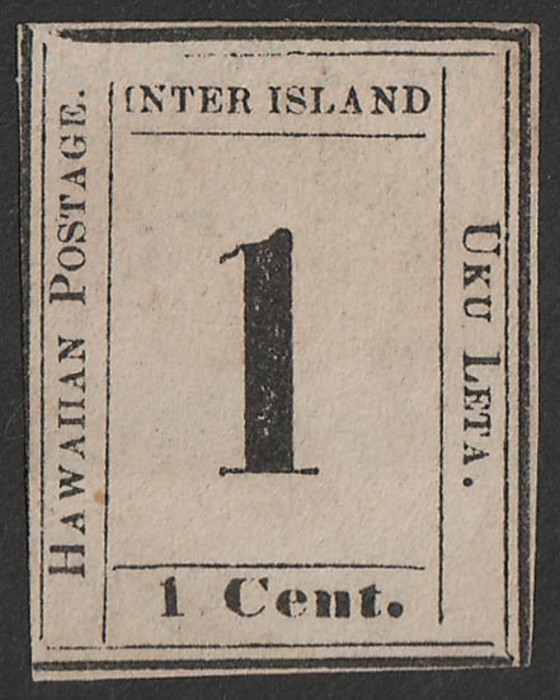 INTER ISLAND
HAWAIIAN POSTAGE.
1
UKU LETA.
1 Cent.